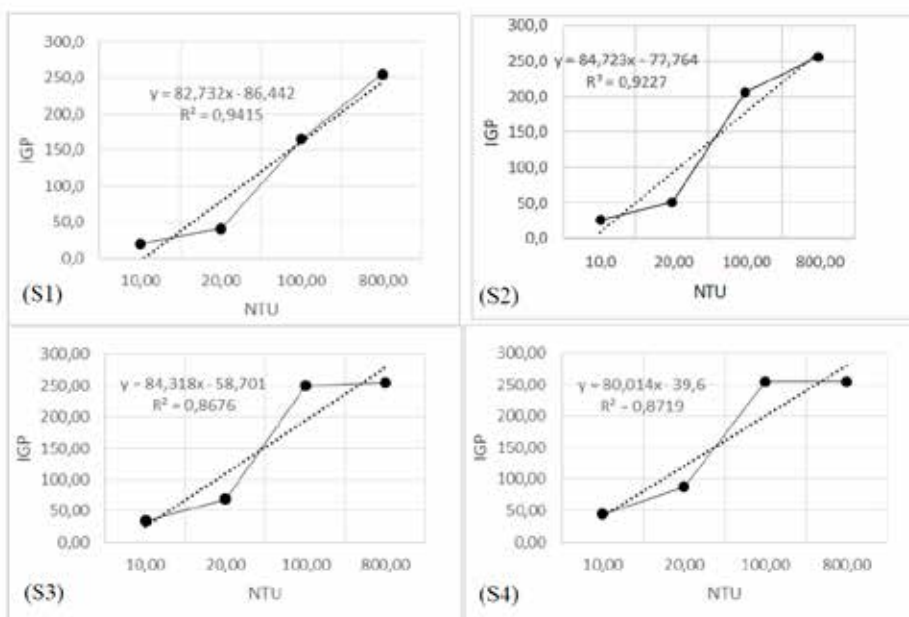 300,0
250,0
200,0
150,0
100,0
50,0
0,0
IGP
y = 82,732x - 86,442
R² = 0,9415
10,00 20,00 100,00 800,00
NTU
(S1)
300,0
250,0
200,0
150,0
100,0
50,0
0,0
IGP
y = 84,723x - 77,764
R² = 0,9227
10,0 20,00 100,00 800,00
NTU
(S2)
300,00
250,00
200,00
150,00
100,00
50,00
0,00
IGP
y = 84,318x - 58,701
R² = 0,8676
10,00 20,00 100,00 800,00
NTU
(S3)
300,00
250,00
200,00
150,00
100,00
50,00
0,00
IGP
y = 80,014x - 39,6
R² = 0,8719
10,00 20,00 100,00 800,00
NTU
(S4)